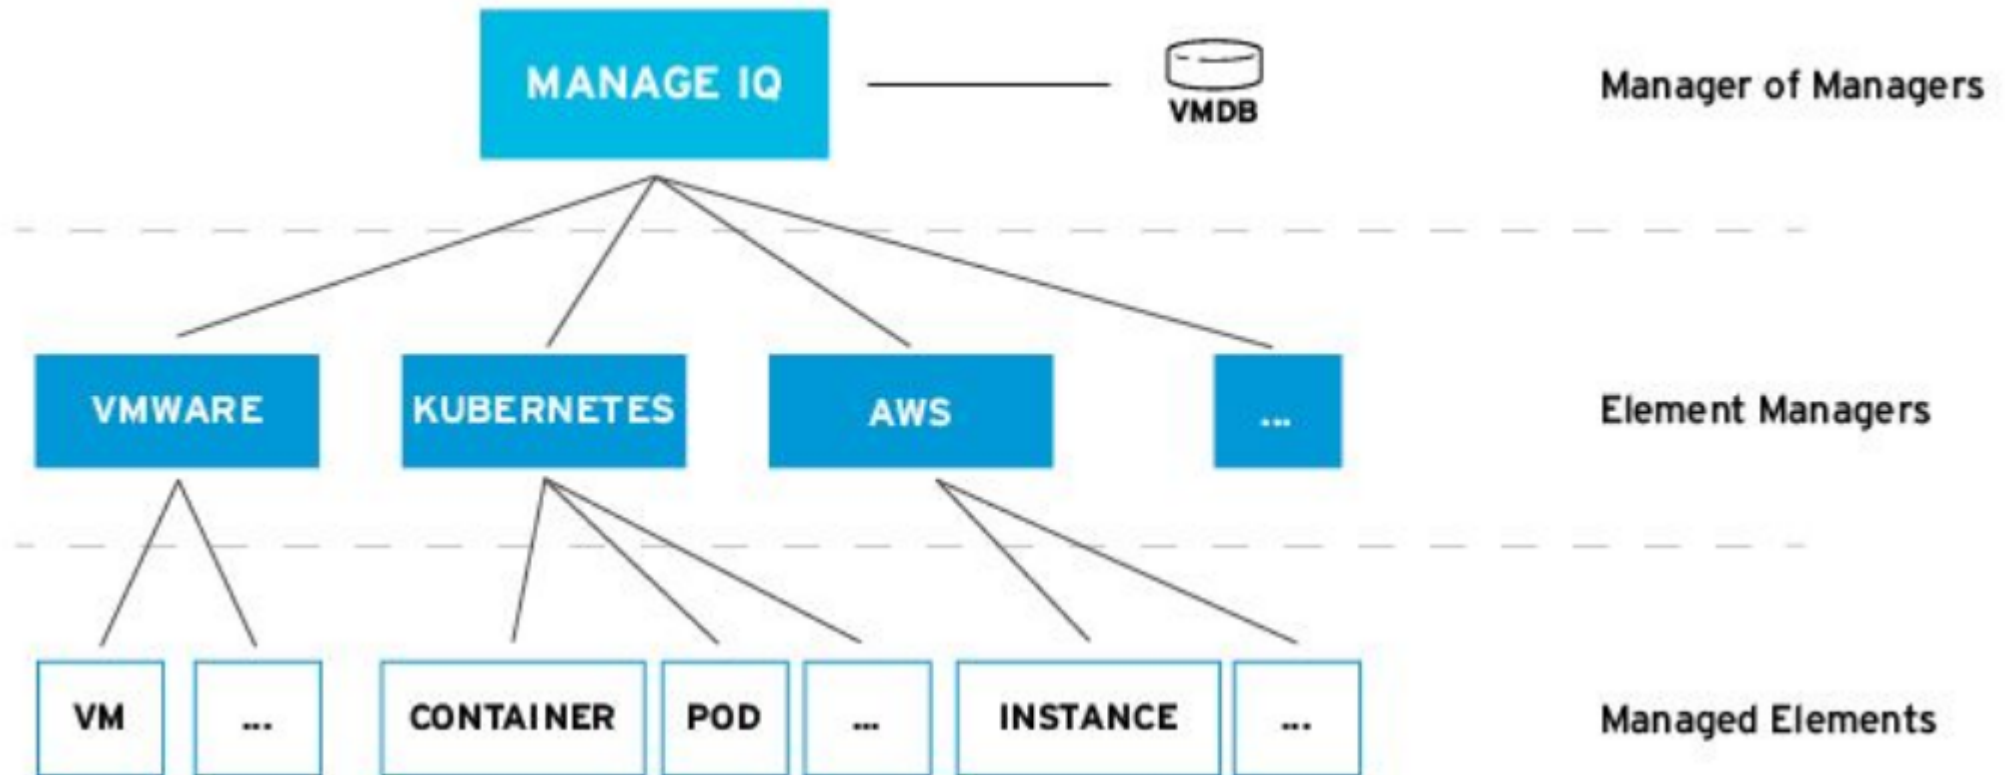 MANAGE IQ
VMDB
Manager of Managers
VMWARE
KUBERNETES
AWS
...
Element Managers
VM
...
CONTAINER
POD
...
INSTANCE
...
Managed Elements